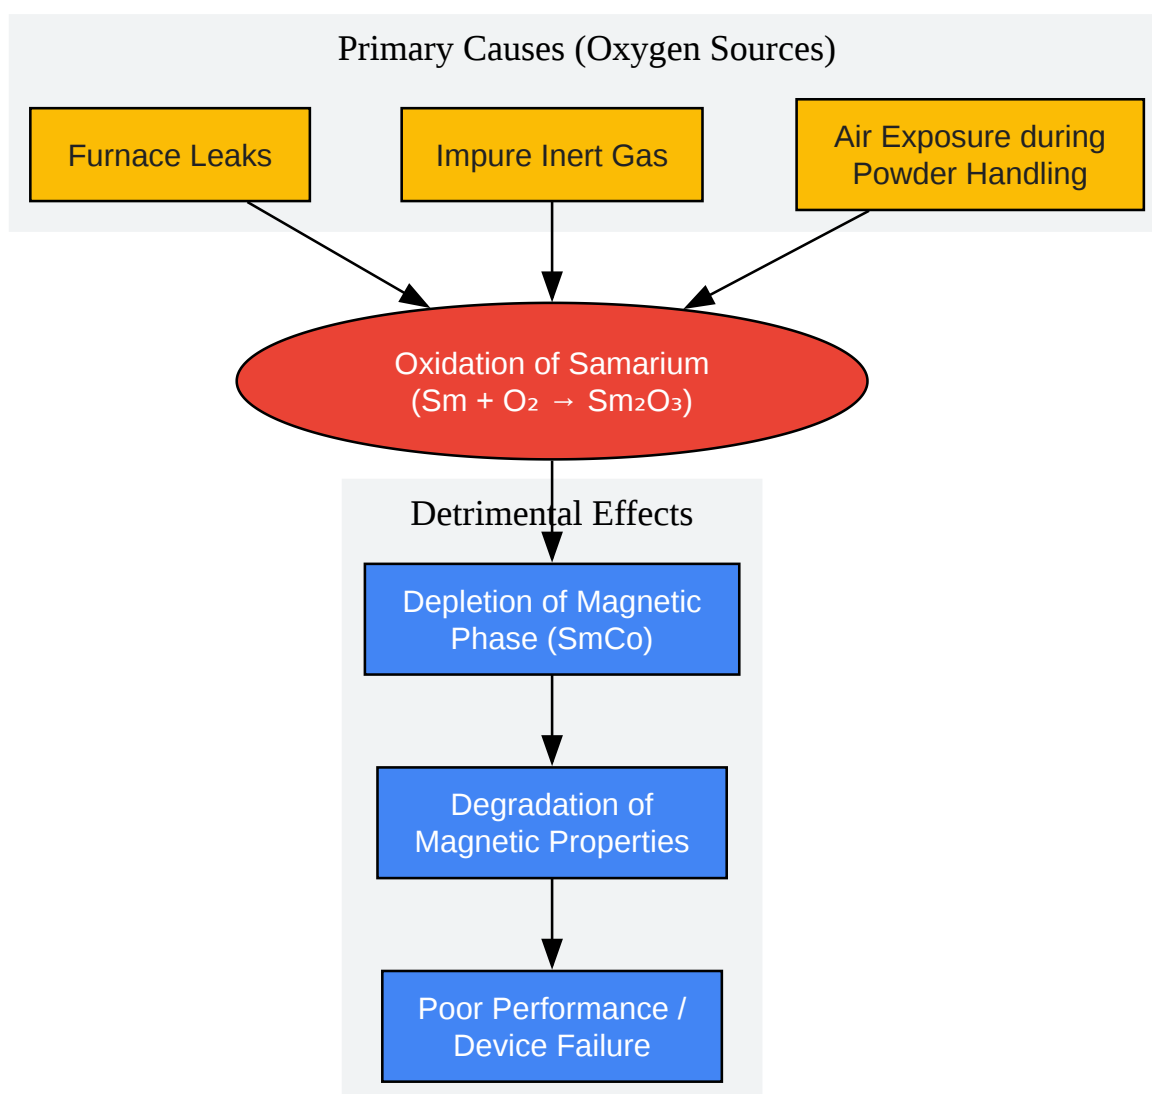 Primary Causes (Oxygen Sources)
Furnace Leaks
Impure Inert Gas
Air Exposure during
Powder Handling
Oxidation of Samarium
(Sm + O₂ → Sm₂O₃)
Detrimental Effects
Depletion of Magnetic
Phase (SmCo)
Degradation of
Magnetic Properties
Poor Performance /
Device Failure